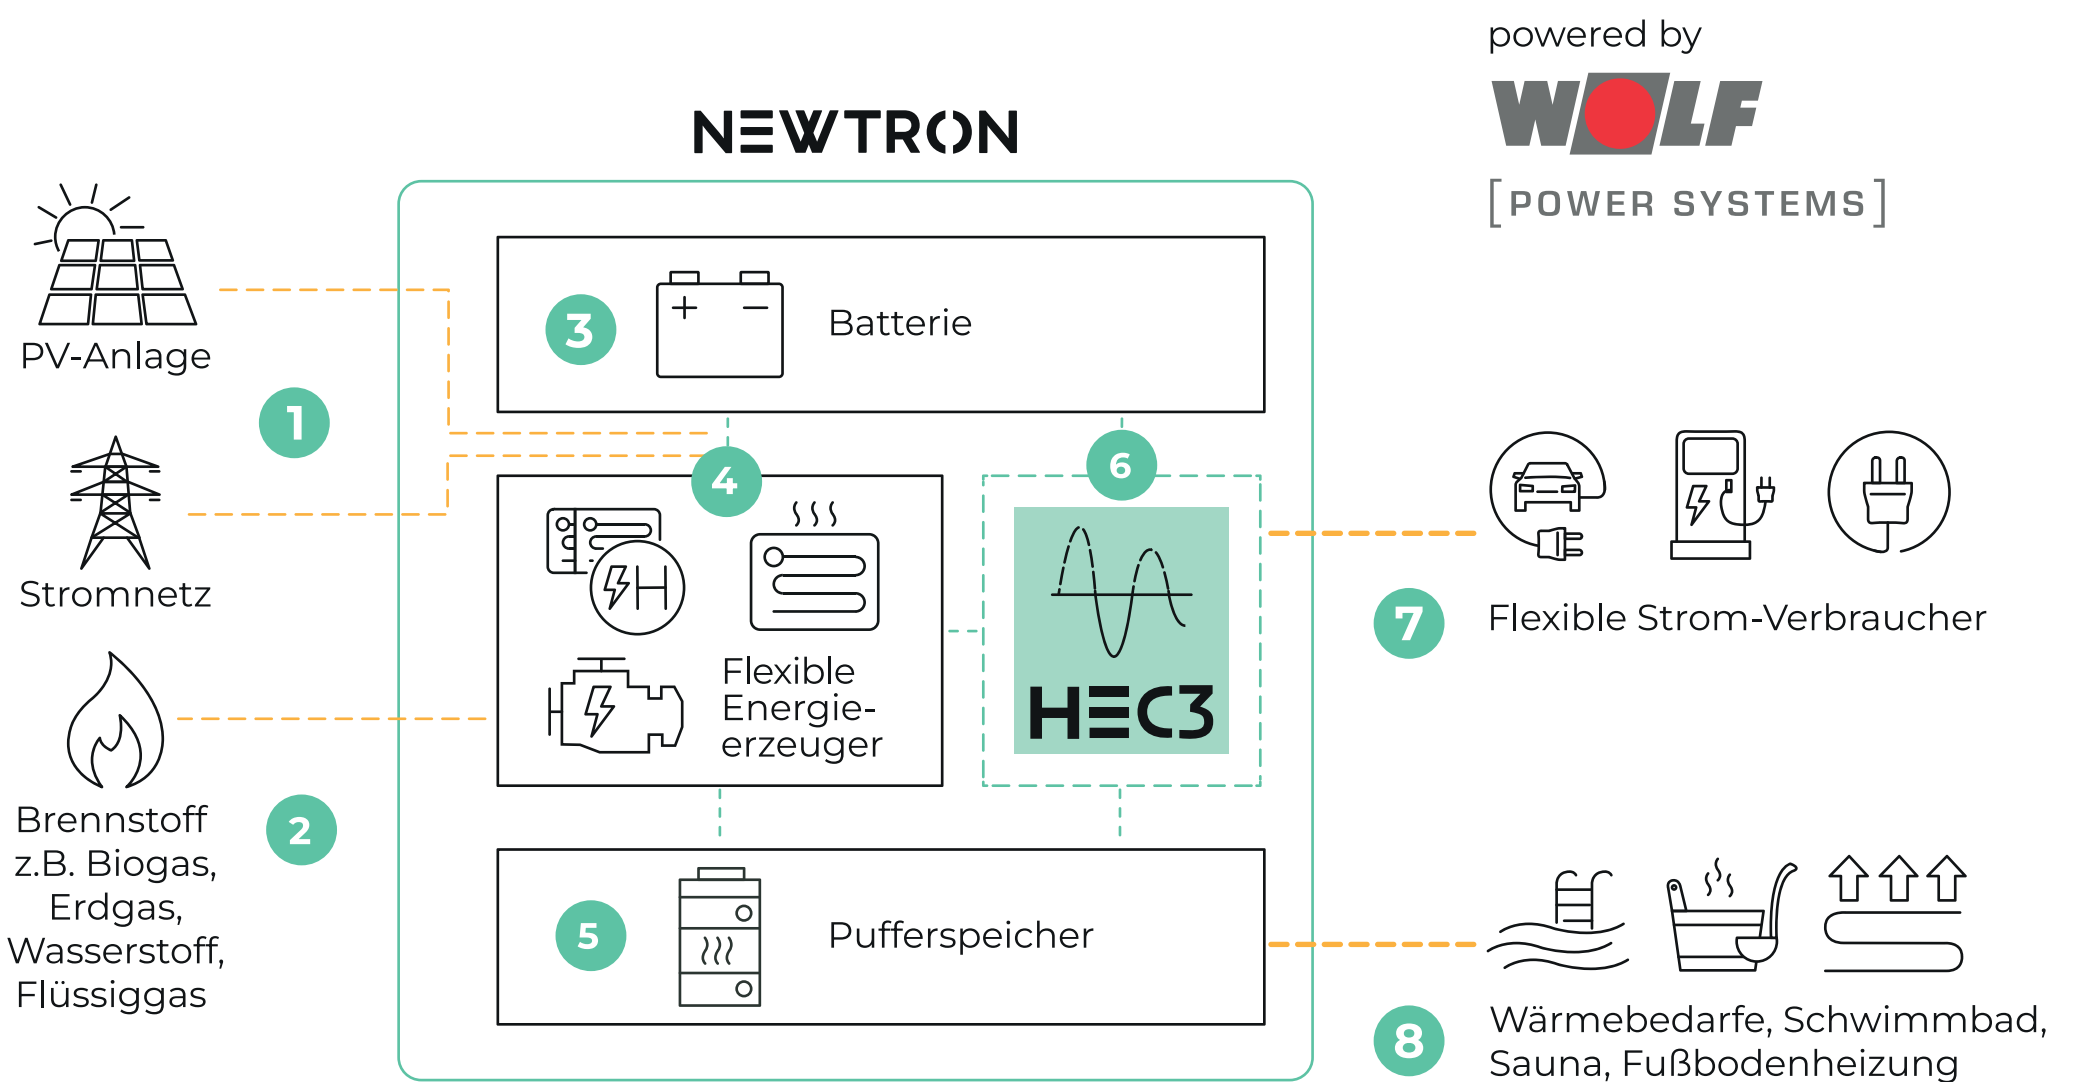 powered by
WOLF
[POWER SYSTEMS]
NEWTRON
PV-Anlage
1
Stromnetz
Brennstoff
z.B. Biogas,
Erdgas,
Wasserstoff,
Flüssiggas
2
3
+ −
Batterie
4
H
Flexible
Energie-
erzeuger
6
HEC3
5
Pufferspeicher
7
Flexible Strom-Verbraucher
8
Wärmebedarfe, Schwimmbad,
Sauna, Fußbodenheizung